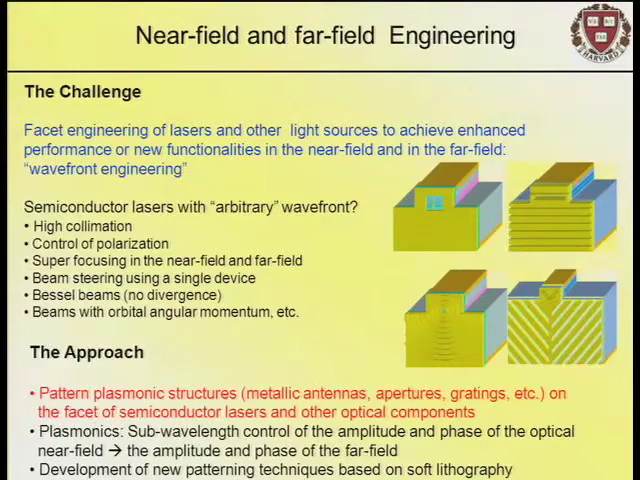 Near-field and far-field Engineering
HARVARD
The Challenge
Facet engineering of lasers and other light sources to achieve enhanced
performance or new functionalities in the near-field and in the far-field:
“wavefront engineering”
Semiconductor lasers with “arbitrary” wavefront?
• High collimation
• Control of polarization
• Super focusing in the near-field and far-field
• Beam steering using a single device
• Bessel beams (no divergence)
• Beams with orbital angular momentum, etc.
The Approach
• Pattern plasmonic structures (metallic antennas, apertures, gratings, etc.) on
the facet of semiconductor lasers and other optical components
• Plasmonics: Sub-wavelength control of the amplitude and phase of the optical
near-field → the amplitude and phase of the far-field
• Development of new patterning techniques based on soft lithography